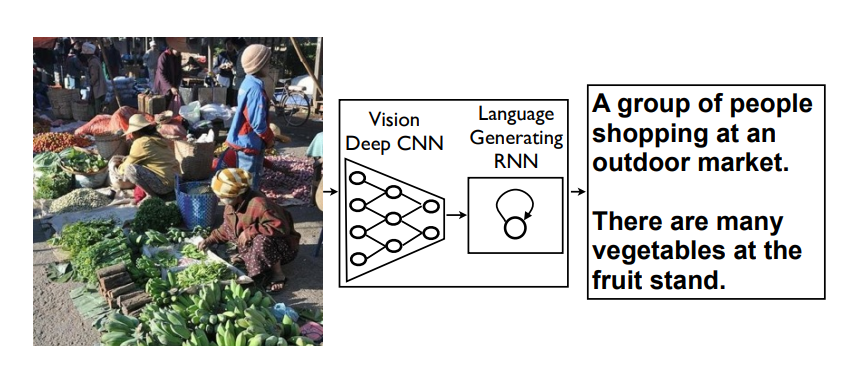 Vision
Deep CNN
Language
Generating
RNN
A group of people
shopping at an
outdoor market.
There are many
vegetables at the
fruit stand.